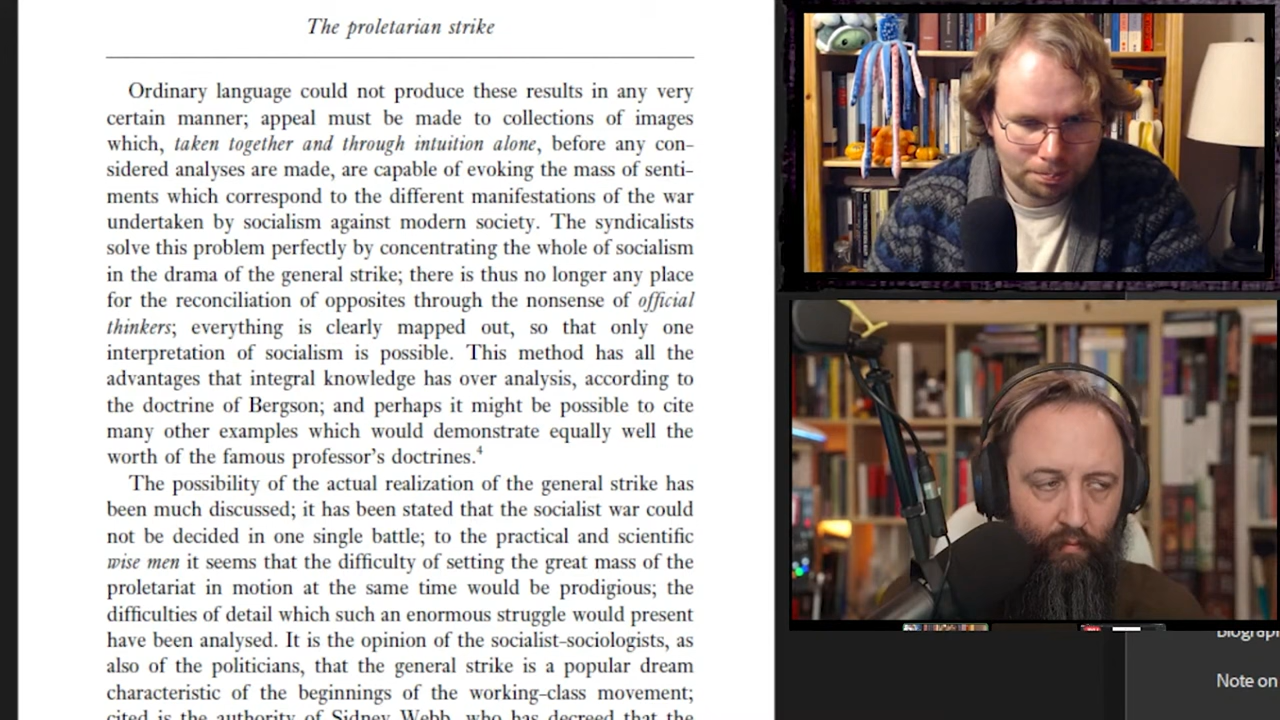 The proletarian strike
Ordinary language could not produce these results in any very
certain manner; appeal must be made to collections of images
which, taken together and through intuition alone, before any con-
sidered analyses are made, are capable of evoking the mass of senti-
ments which correspond to the different manifestations of the war
undertaken by socialism against modern society. The syndicalists
solve this problem perfectly by concentrating the whole of socialism
in the drama of the general strike; there is thus no longer any place
for the reconciliation of opposites through the nonsense of official
thinkers; everything is clearly mapped out, so that only one
interpretation of socialism is possible. This method has all the
advantages that integral knowledge has over analysis, according to
the doctrine of Bergson; and perhaps it might be possible to cite
many other examples which would demonstrate equally well the
worth of the famous professor's doctrines.4
The possibility of the actual realization of the general strike has
been much discussed; it has been stated that the socialist war could
not be decided in one single battle; to the practical and scientific
wise men it seems that the difficulty of setting the great mass of the
proletariat in motion at the same time would be prodigious; the
difficulties of detail which such an enormous struggle would present
have been analysed. It is the opinion of the socialist-sociologists, as
also of the politicians, that the general strike is a popular dream
characteristic of the beginnings of the working-class movement;
cited is the authority of Sidney Webb, who has decreed that the
Biograp
Note on